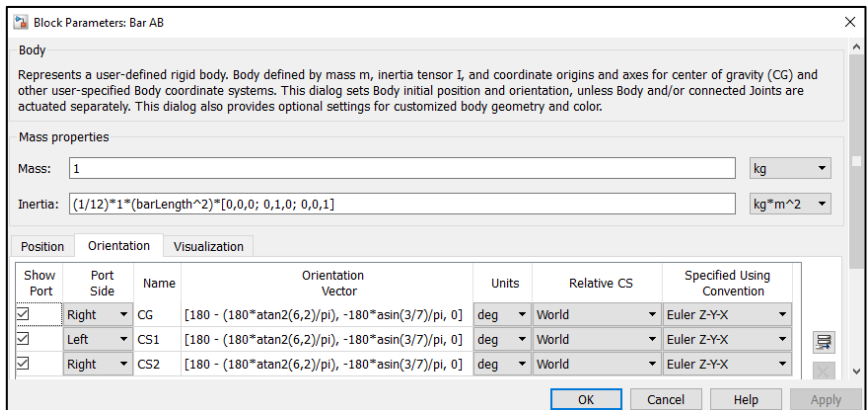 Block Parameters: Bar AB
Body
Represents a user-defined rigid body. Body defined by mass m, inertia tensor I, and coordinate origins and axes for center of gravity (CG) and
other user-specified Body coordinate systems. This dialog sets Body initial position and orientation, unless Body and/or connected Joints are
actuated separately. This dialog also provides optional settings for customized body geometry and color.
Mass properties
Mass: 1 kg
Inertia: (1/12)*1*(barLength^2)*[0,0,0; 0,1,0; 0,0,1] kg*m^2
Position Orientation Visualization
Show Port Port Side Name Orientation Vector Units Relative CS Specified Using Convention
Right CG [180 - (180*atan2(6,2)/pi), -180*asin(3/7)/pi, 0] deg World Euler Z-Y-X
Left CS1 [180 - (180*atan2(6,2)/pi), -180*asin(3/7)/pi, 0] deg World Euler Z-Y-X
Right CS2 [180 - (180*atan2(6,2)/pi), -180*asin(3/7)/pi, 0] deg World Euler Z-Y-X
OK Cancel Help Apply